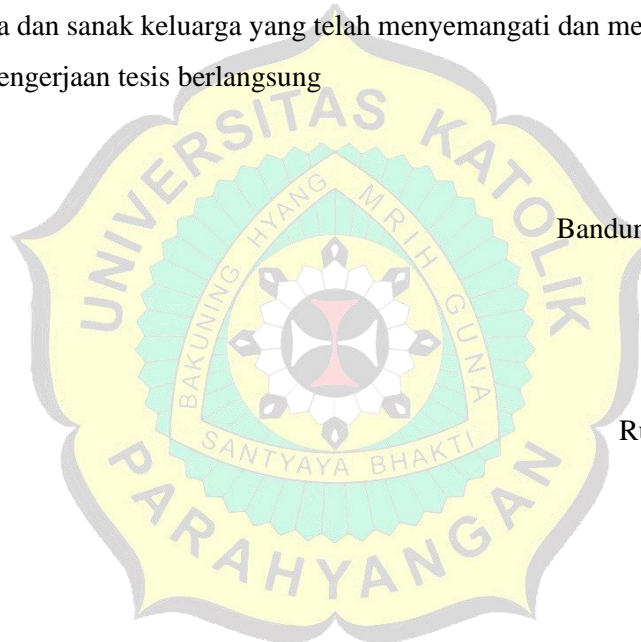 a dan sanak keluarga yang telah menyemangati dan me
engerjaan tesis berlangsung
UNIVERSITAS KATOLIK
BAKUNING HYANG MRIH GUNA
Bandun
Ru
SANTYAYA BHAKTI
PARAHYANGAN